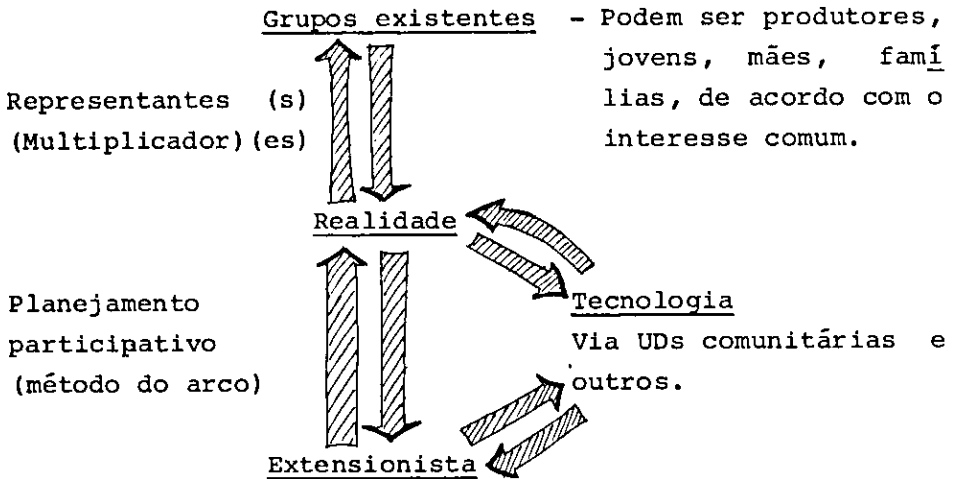 Grupos existentes - Podem ser produtores,
jovens, mães, famí
lias, de acordo com o
interesse comum.
Representantes (s)
(Multiplicador)(es)
Realidade
Planejamento
participativo
(método do arco)
Tecnologia
Via UDs comunitárias e
outros.
Extensionista